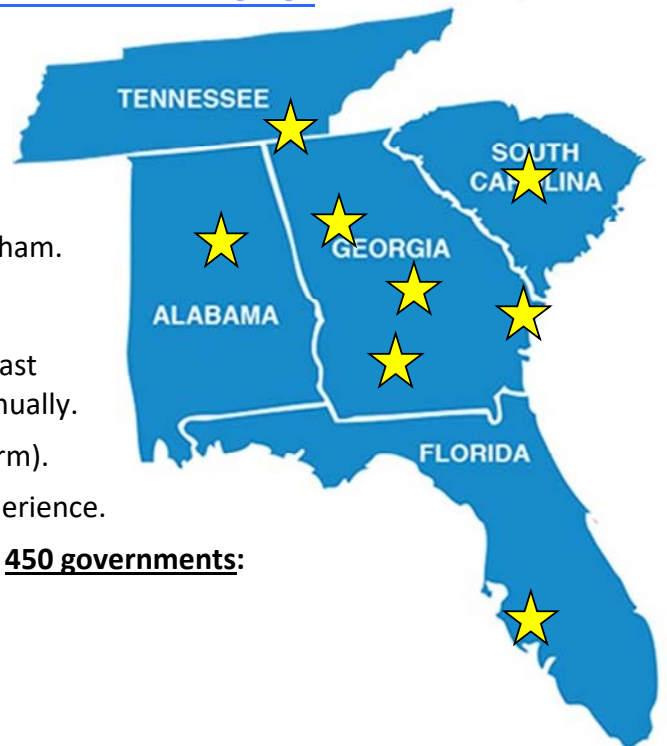 TENNESSEE
SOUTH
CAROLINA
ham.
GEORGIA
ALABAMA
ast
nually.
rm).
FLORIDA
erience.
450 governments: